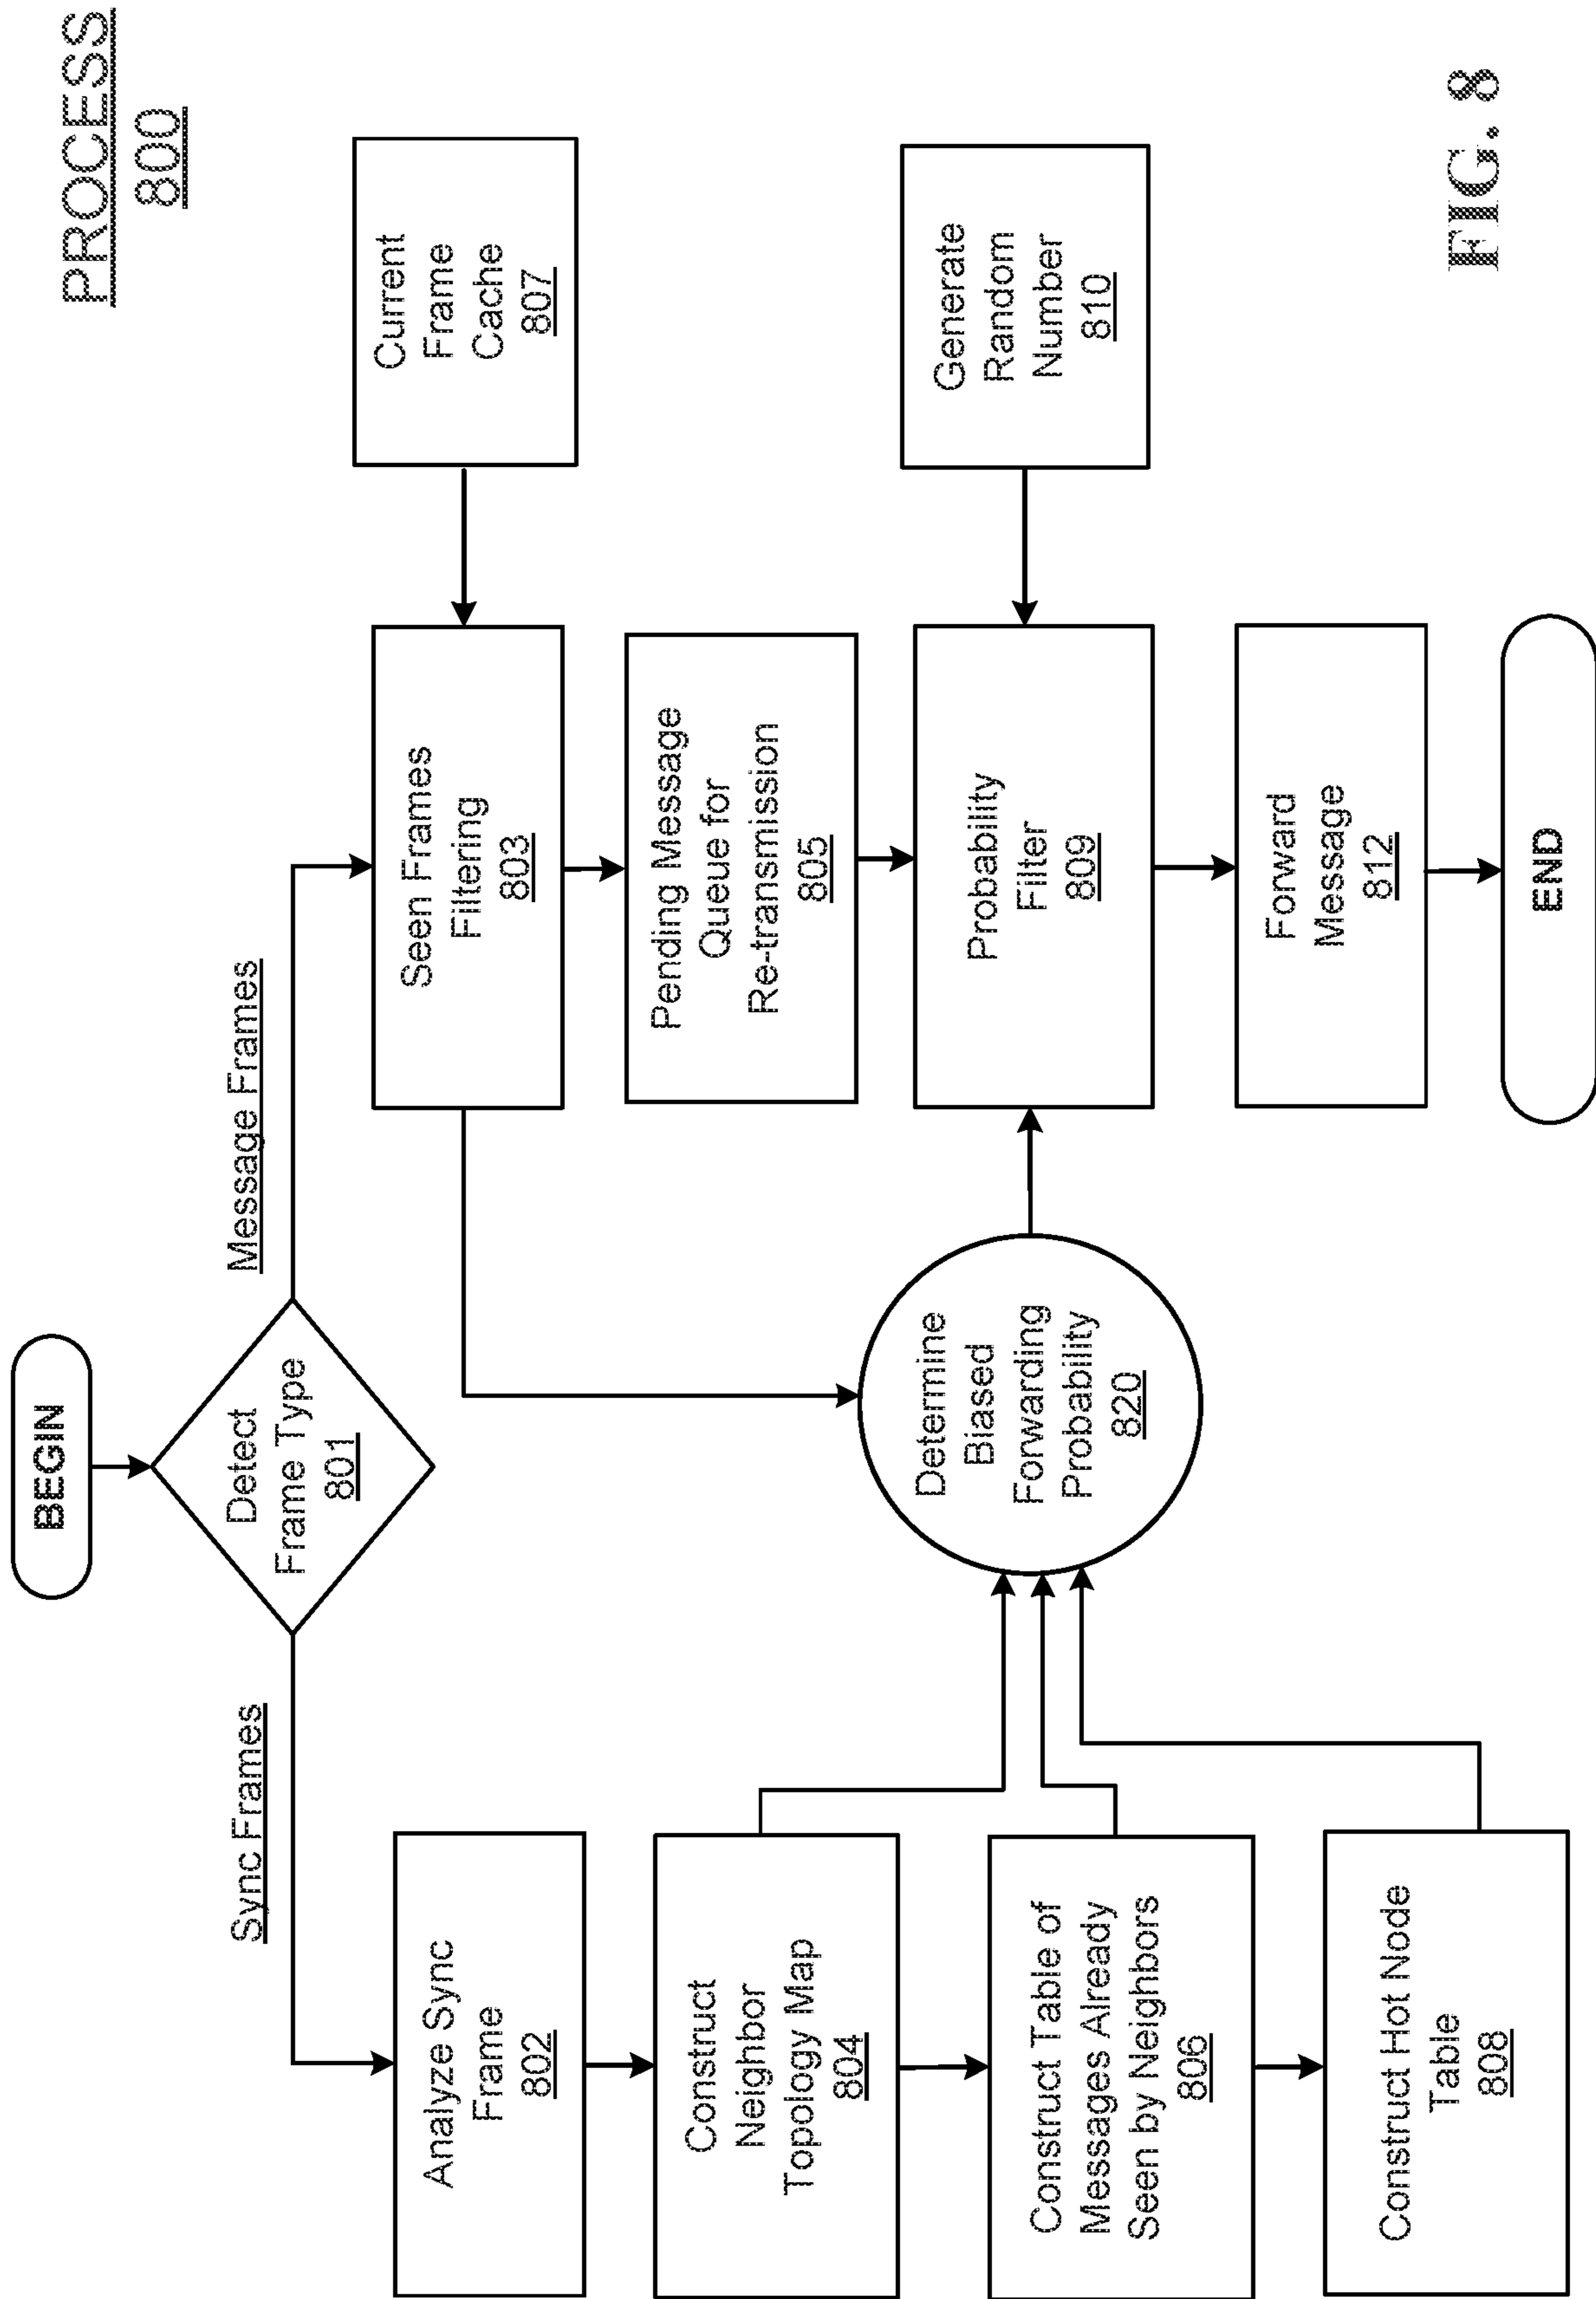 PROCESS
800
BEGIN
Detect
Frame Type
801
Sync Frames
Message Frames
Analyze Sync
Frame
802
Construct
Neighbor
Topology Map
804
Construct Table of
Messages Already
Seen by Neighbors
806
Construct Hot Node
Table
808
Determine
Biased
Forwarding
Probability
820
Seen Frames
Filtering
803
Current
Frame
Cache
807
Pending Message
Queue for
Re-transmission
805
Probability
Filter
809
Generate
Random
Number
810
Forward
Message
812
END
FIG. 8